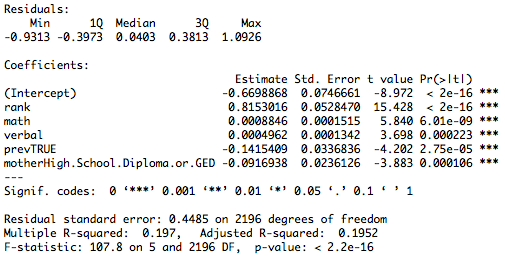 Residuals:
    Min      1Q  Median      3Q     Max
-0.9313 -0.3973  0.0403  0.3813  1.0926
Coefficients:
                                Estimate Std. Error t value Pr(>|t|)
(Intercept)                   -0.6698868  0.0746661  -8.972  < 2e-16 ***
rank                           0.8153016  0.0528470  15.428  < 2e-16 ***
math                           0.0008846  0.0001515   5.840 6.01e-09 ***
verbal                         0.0004962  0.0001342   3.698 0.000223 ***
prevTRUE                      -0.1415409  0.0336836  -4.202 2.75e-05 ***
motherHigh.School.Diploma.or.GED -0.0916938  0.0236126  -3.883 0.000106 ***
---
Signif. codes:  0 ‘***’ 0.001 ‘**’ 0.01 ‘*’ 0.05 ‘.’ 0.1 ‘ ’ 1
Residual standard error: 0.4485 on 2196 degrees of freedom
Multiple R-squared:  0.197,	Adjusted R-squared:  0.1952
F-statistic: 107.8 on 5 and 2196 DF,  p-value: < 2.2e-16